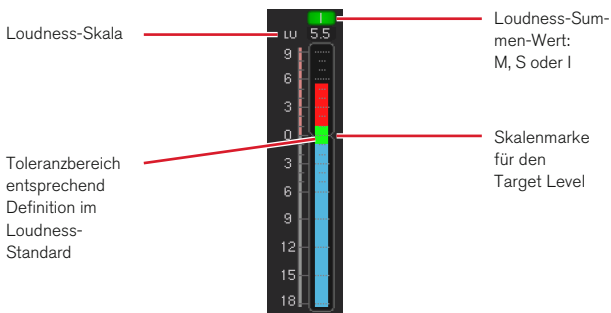 Loudness-Skala
Toleranzbereich
entsprechend
Definition im
Loudness-
Standard
I
LU 5.5
9
6
3
0
3
6
9
12
15
18
Loudness-Sum-
men-Wert:
M, S oder I
Skalenmarke
für den
Target Level